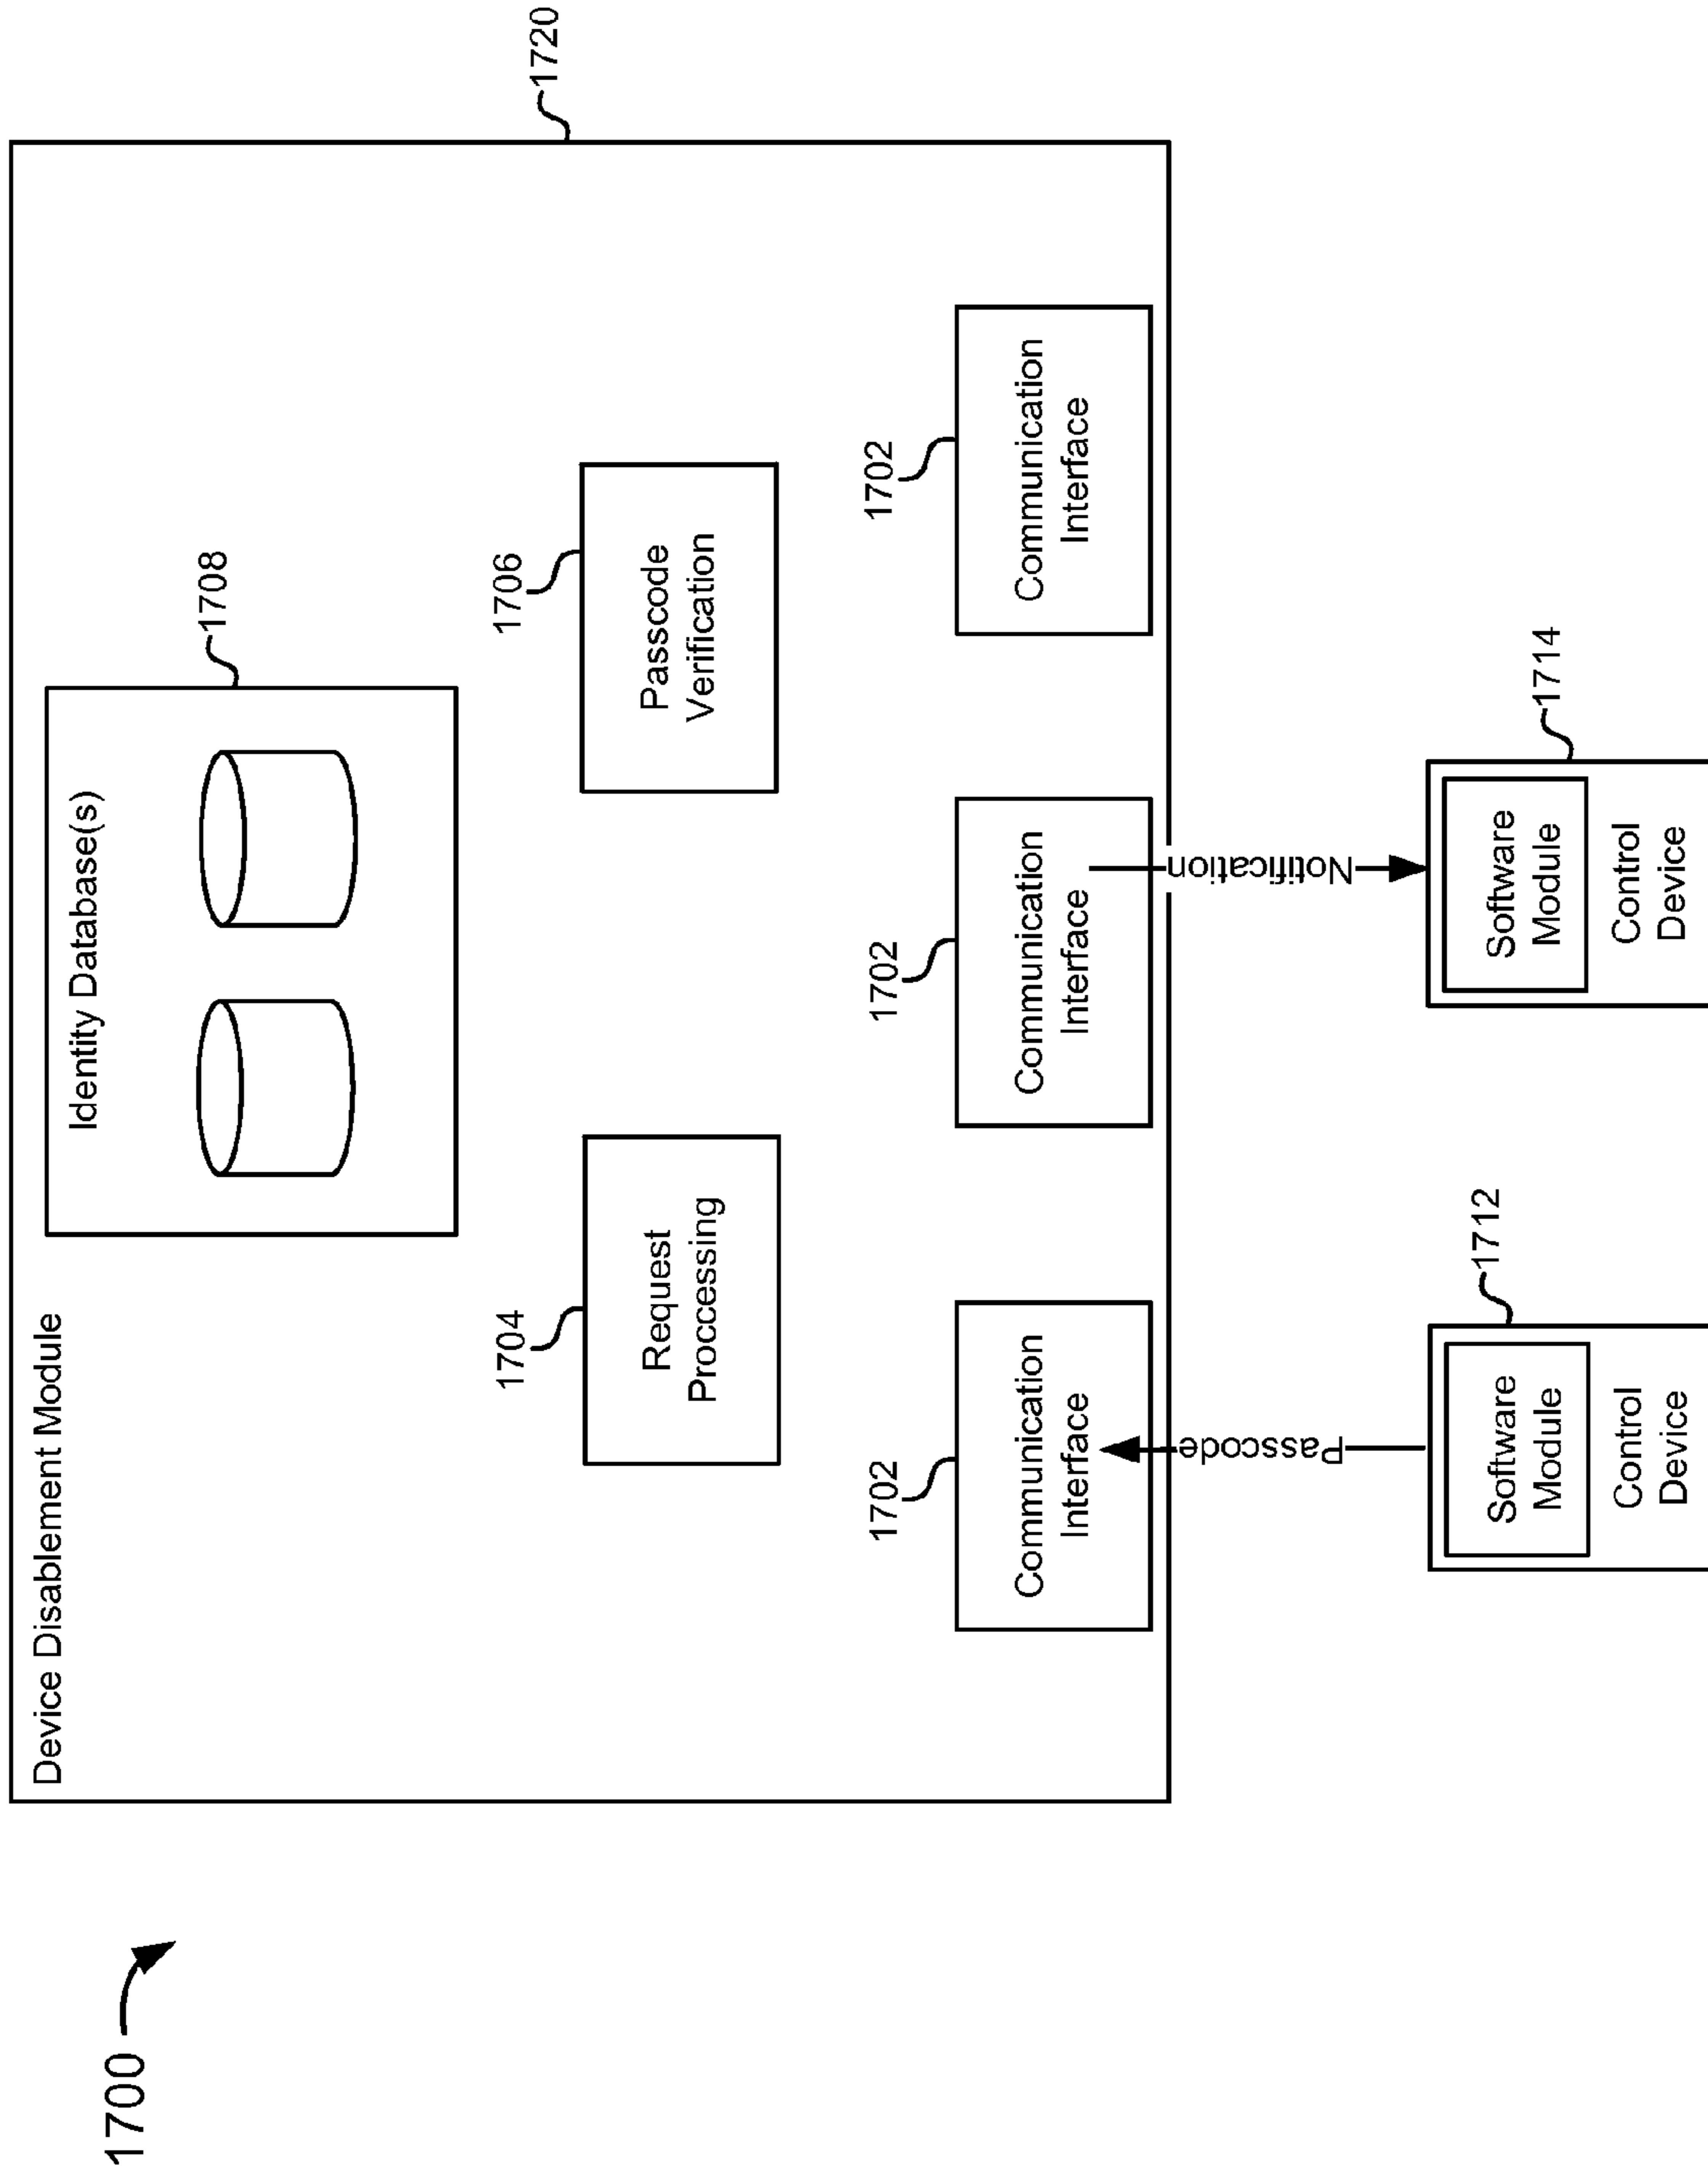 1700
Device Disablement Module
1720
Identity Database(s)
1708
1704
Request
Proccessing
1706
Passcode
Verification
1702
Communication
Interface
1702
Communication
Interface
1702
Communication
Interface
Passcode
Notification
1712
Software
Module
Control
Device
1714
Software
Module
Control
Device